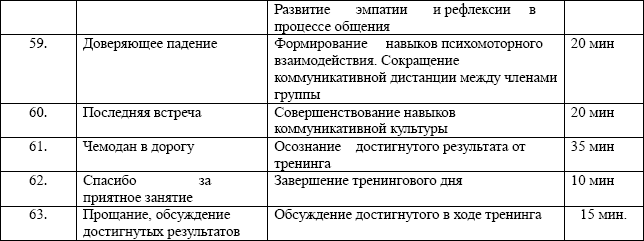 Развитие эмпатии и рефлексии в
процессе общения
59. Доверяющее падение Формирование навыков психомоторного 20 мин
взаимодействия. Сокращение
коммуникативной дистанции между членами
группы
60. Последняя встреча Совершенствование навыков 20 мин
коммуникативной культуры
61. Чемодан в дорогу Осознание достигнутого результата от 35 мин
тренинга
62. Спасибо за Завершение тренингового дня 10 мин
приятное занятие
63. Прощание, обсуждение Обсуждение достигнутого в ходе тренинга 15 мин.
достигнутых результатов